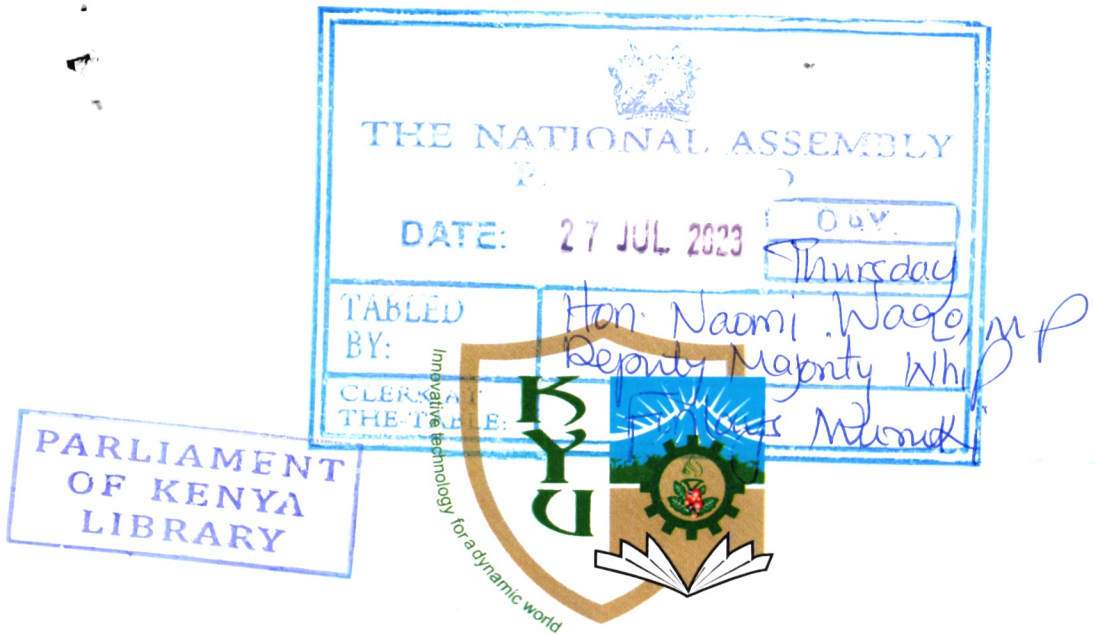 THE NATIONAL ASSEMBLY
DATE: 27 JUL 2023
DAY.
Thursday
TABLED BY:
Hon. Naomi Waqo, MP
Deputy Majority Whip
CLERK AT THE-TABLE:
PARLIAMENT
OF KENYA
LIBRARY
KYU
Innovative technology for a dynamic world